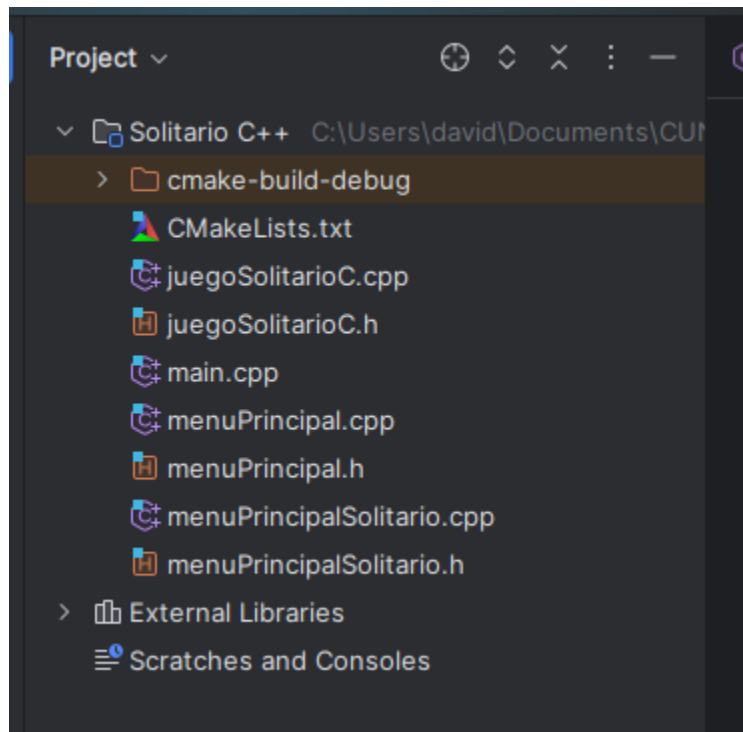 Project
Solitario C++ C:\Users\david\Documents\CUN
cmake-build-debug
CMakeLists.txt
juegoSolitarioC.cpp
juegoSolitarioC.h
main.cpp
menuPrincipal.cpp
menuPrincipal.h
menuPrincipalSolitario.cpp
menuPrincipalSolitario.h
External Libraries
Scratches and Consoles